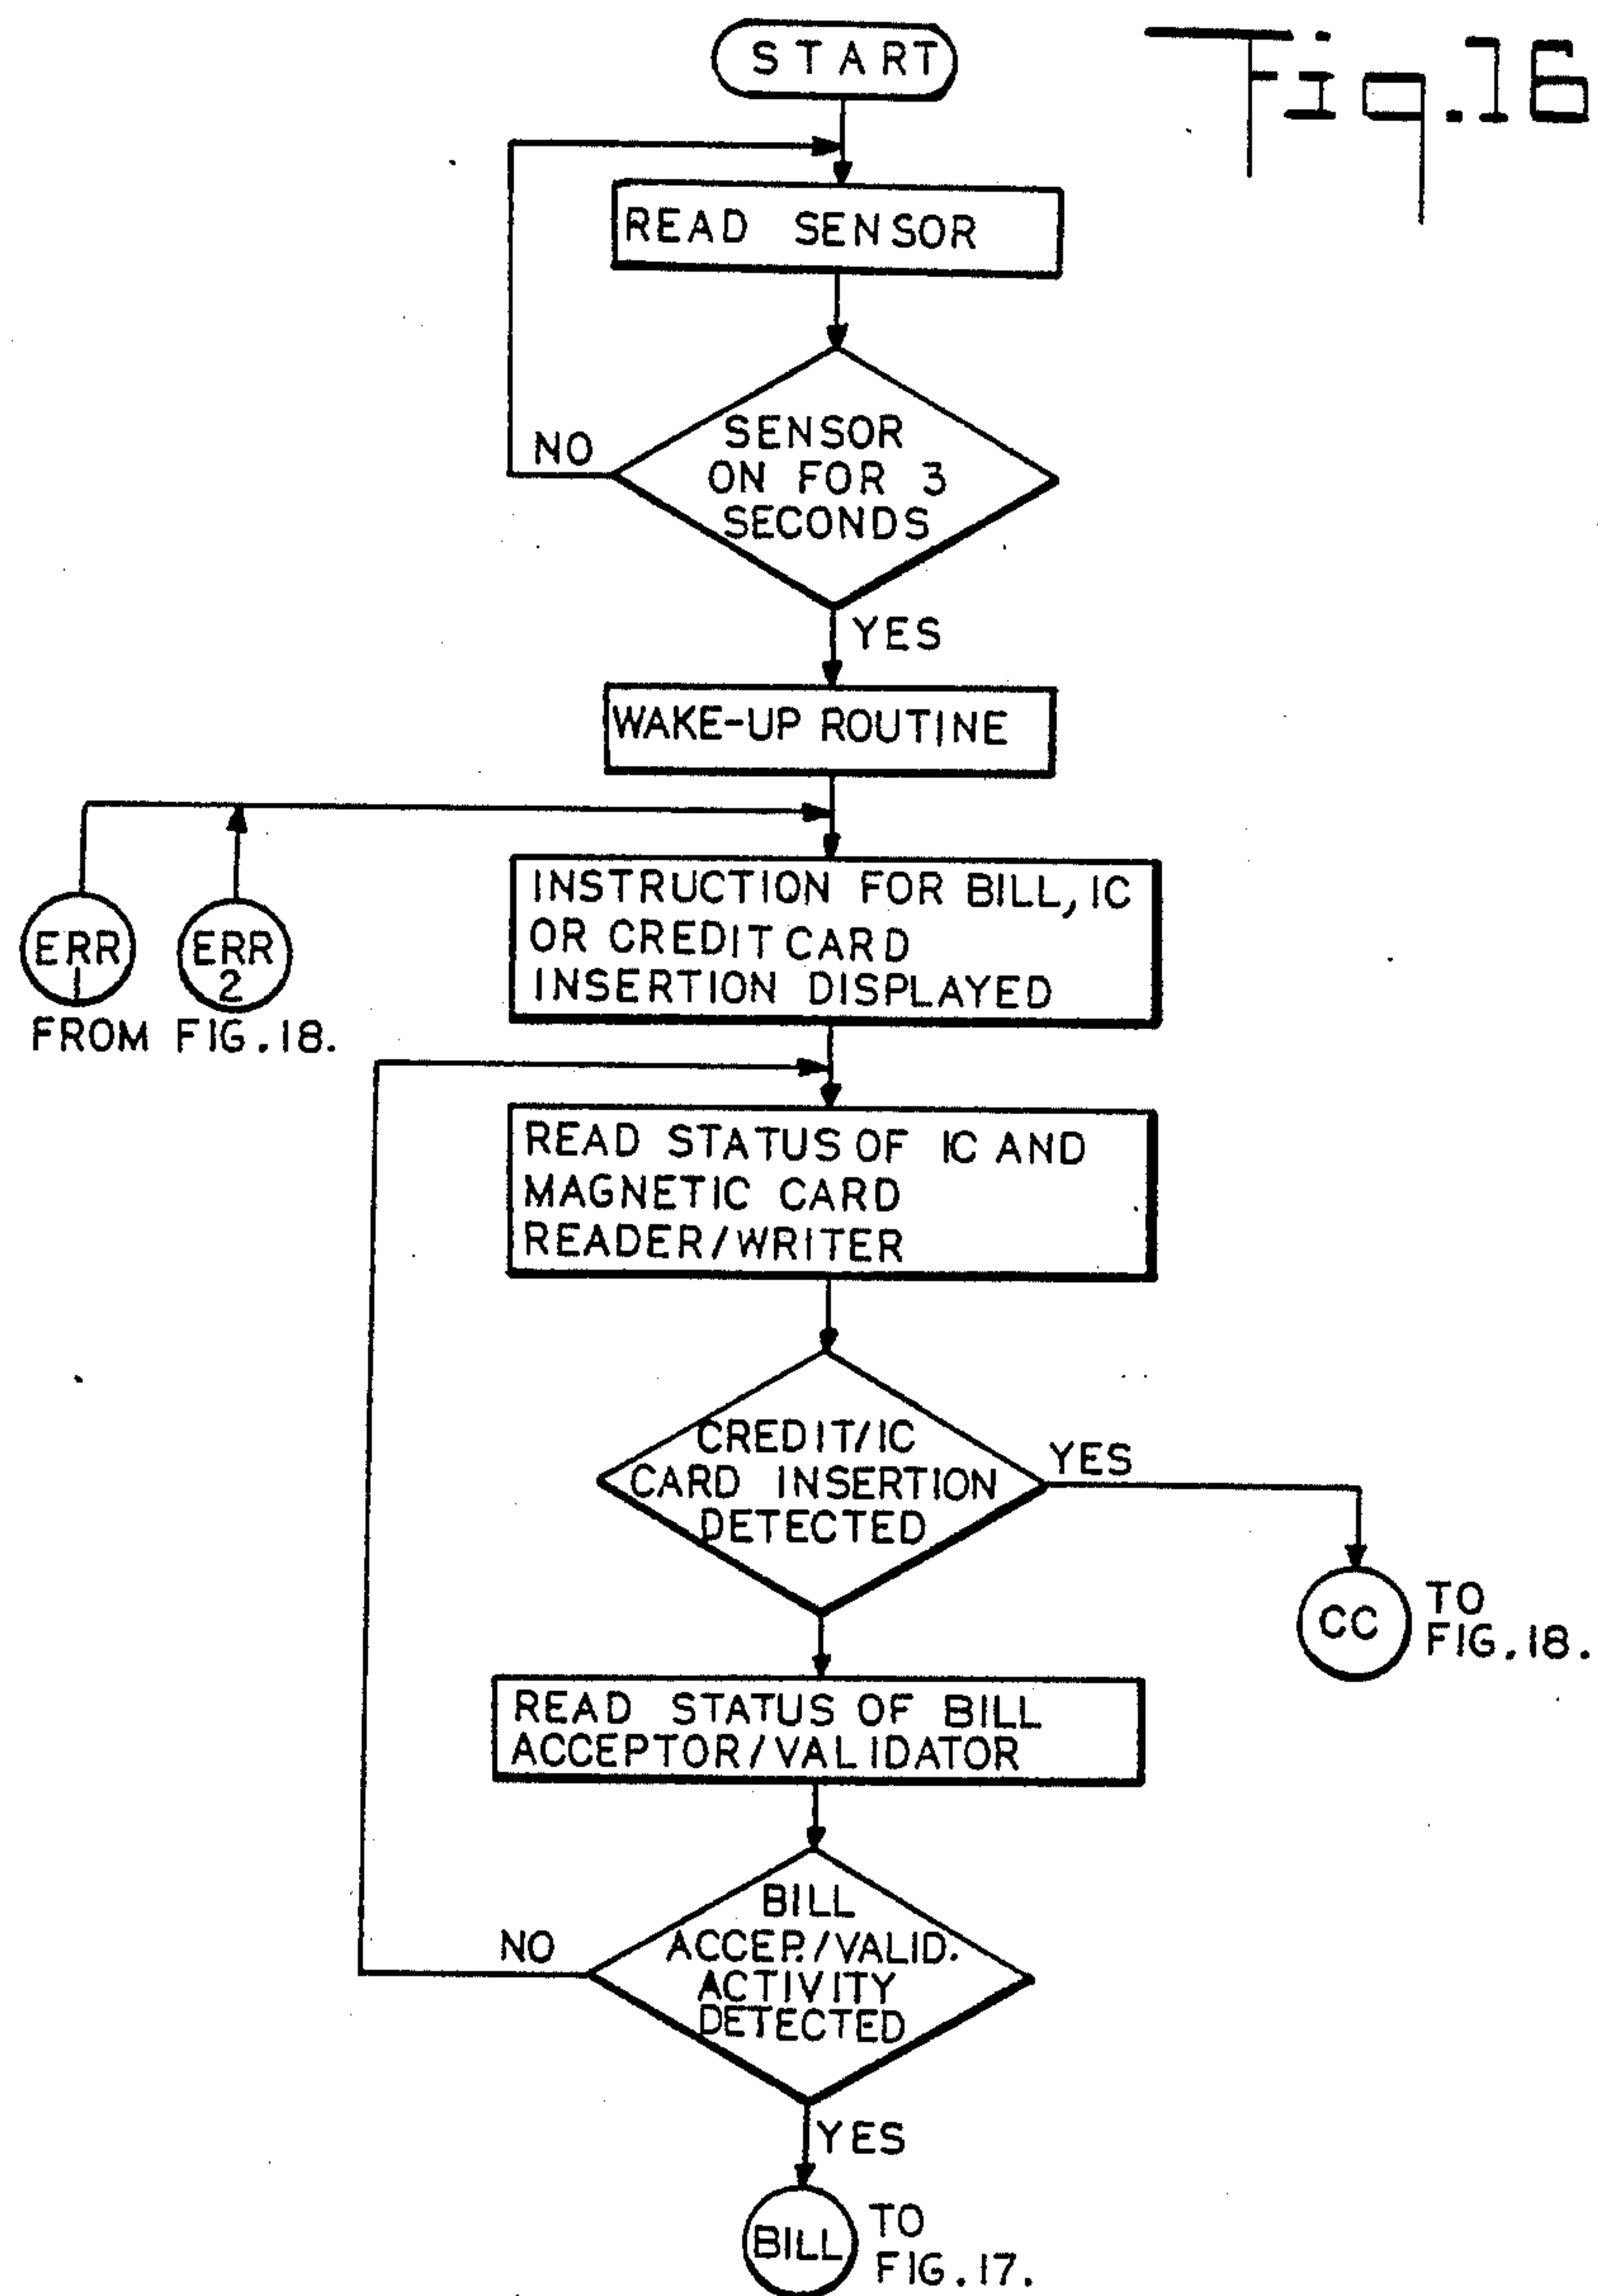 START
Fig.16
READ SENSOR
SENSOR
ON FOR 3
SECONDS
NO
YES
WAKE-UP ROUTINE
INSTRUCTION FOR BILL, IC
OR CREDIT CARD
INSERTION DISPLAYED
ERR
1
ERR
2
FROM FIG.18.
READ STATUS OF IC AND
MAGNETIC CARD
READER/WRITER
CREDIT/IC
CARD INSERTION
DETECTED
YES
CC
TO
FIG.18.
READ STATUS OF BILL
ACCEPTOR/VALIDATOR
BILL
ACCEP./VALID.
ACTIVITY
DETECTED
NO
YES
BILL
TO
FIG.17.